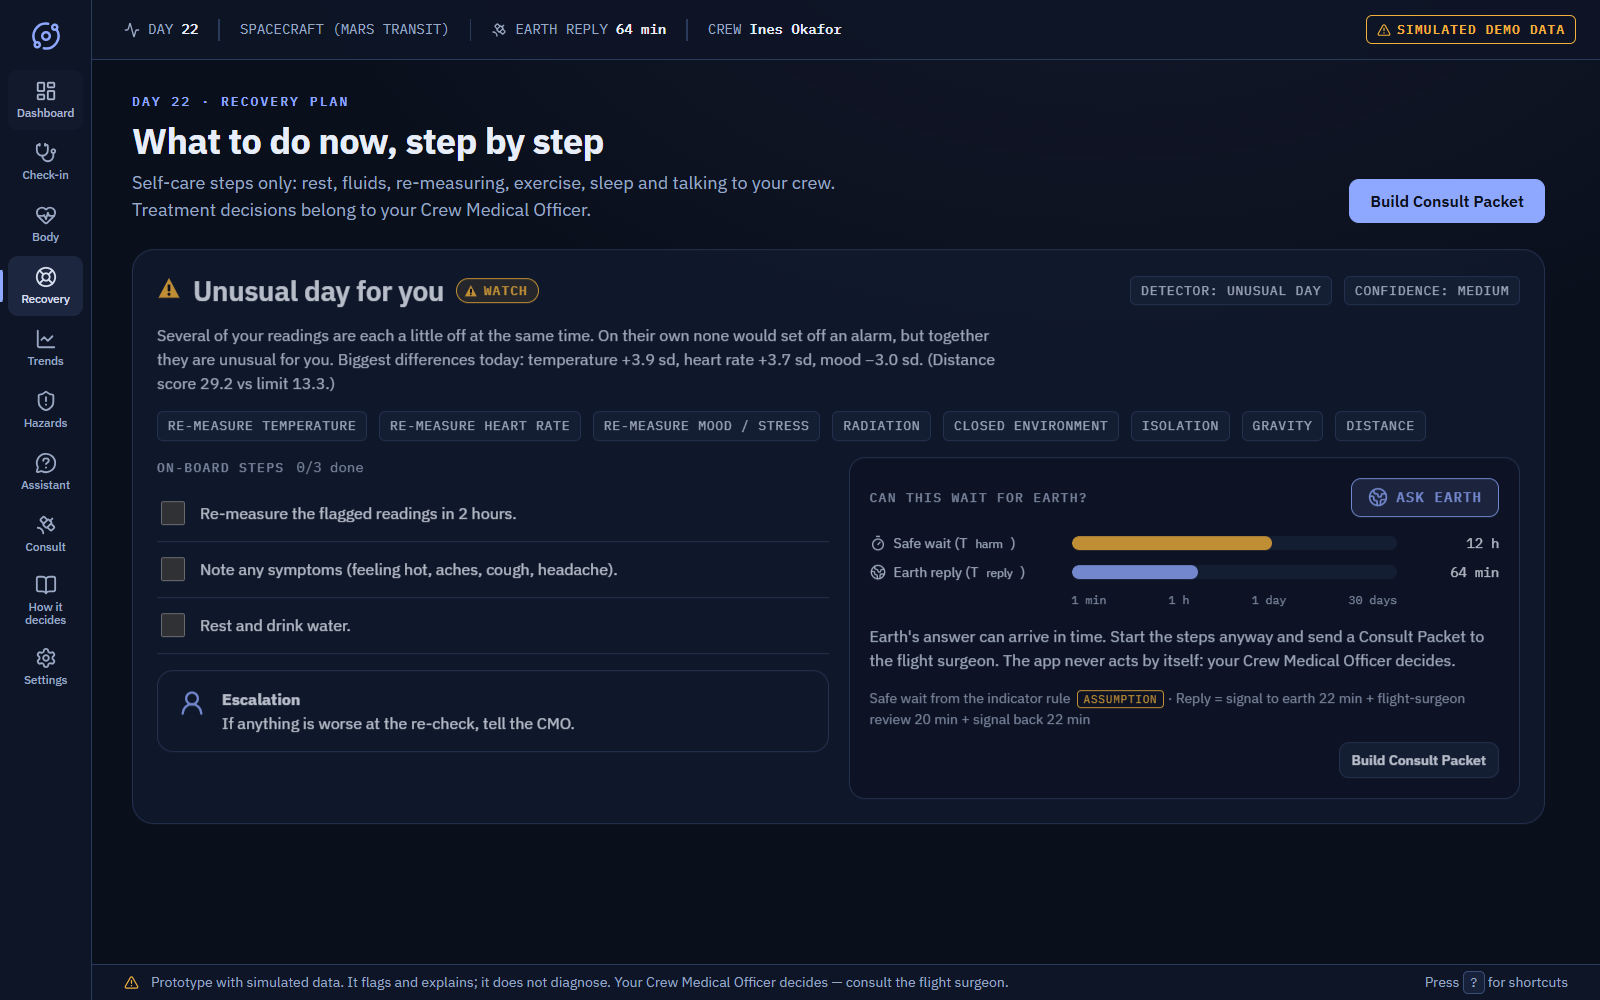 DAY 22
SPACECRAFT (MARS TRANSIT)
EARTH REPLY 64 min
CREW Ines Okafor
SIMULATED DEMO DATA
Dashboard
Check-in
Body
Recovery
Trends
Hazards
Assistant
Consult
How it
decides
Settings
DAY 22 · RECOVERY PLAN
What to do now, step by step
Self-care steps only: rest, fluids, re-measuring, exercise, sleep and talking to your crew.
Treatment decisions belong to your Crew Medical Officer.
Build Consult Packet
Unusual day for you
WATCH
DETECTOR: UNUSUAL DAY
CONFIDENCE: MEDIUM
Several of your readings are each a little off at the same time. On their own none would set off an alarm, but together
they are unusual for you. Biggest differences today: temperature +3.9 sd, heart rate +3.7 sd, mood −3.0 sd. (Distance
score 29.2 vs limit 13.3.)
RE-MEASURE TEMPERATURE
RE-MEASURE HEART RATE
RE-MEASURE MOOD / STRESS
RADIATION
CLOSED ENVIRONMENT
ISOLATION
GRAVITY
DISTANCE
ON-BOARD STEPS 0/3 done
Re-measure the flagged readings in 2 hours.
Note any symptoms (feeling hot, aches, cough, headache).
Rest and drink water.
Escalation
If anything is worse at the re-check, tell the CMO.
CAN THIS WAIT FOR EARTH?
ASK EARTH
Safe wait (T harm )
12 h
Earth reply (T reply )
64 min
1 min
1 h
1 day
30 days
Earth's answer can arrive in time. Start the steps anyway and send a Consult Packet to
the flight surgeon. The app never acts by itself: your Crew Medical Officer decides.
Safe wait from the indicator rule ASSUMPTION · Reply = signal to earth 22 min + flight-surgeon
review 20 min + signal back 22 min
Build Consult Packet
Prototype with simulated data. It flags and explains; it does not diagnose. Your Crew Medical Officer decides — consult the flight surgeon.
Press ? for shortcuts